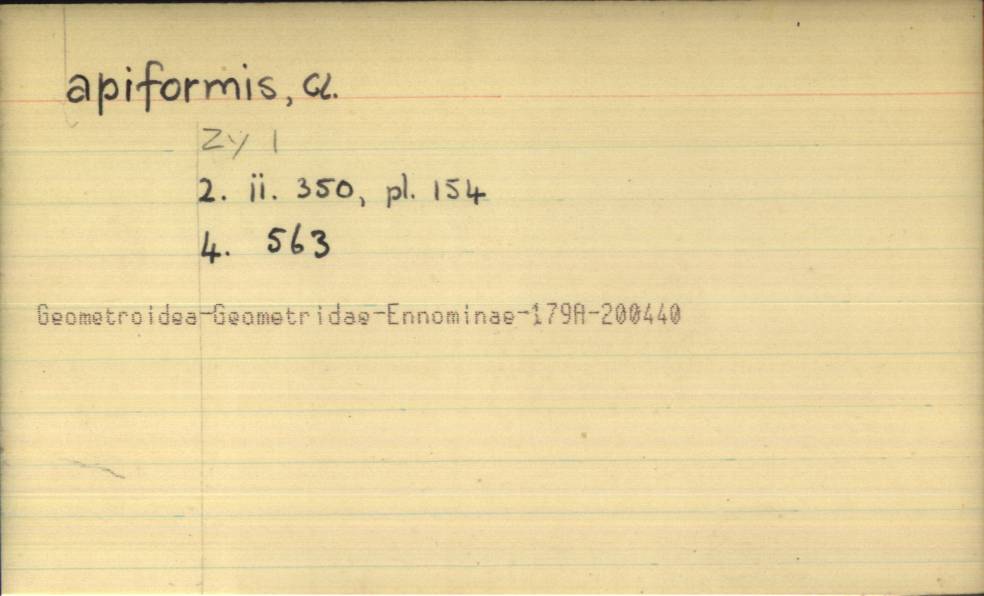 apiformis, Cl.
Zy 1
2. ii. 350, pl. 154
4. 563
Geometroidea-Geometridae-Ennominae-179A-200440